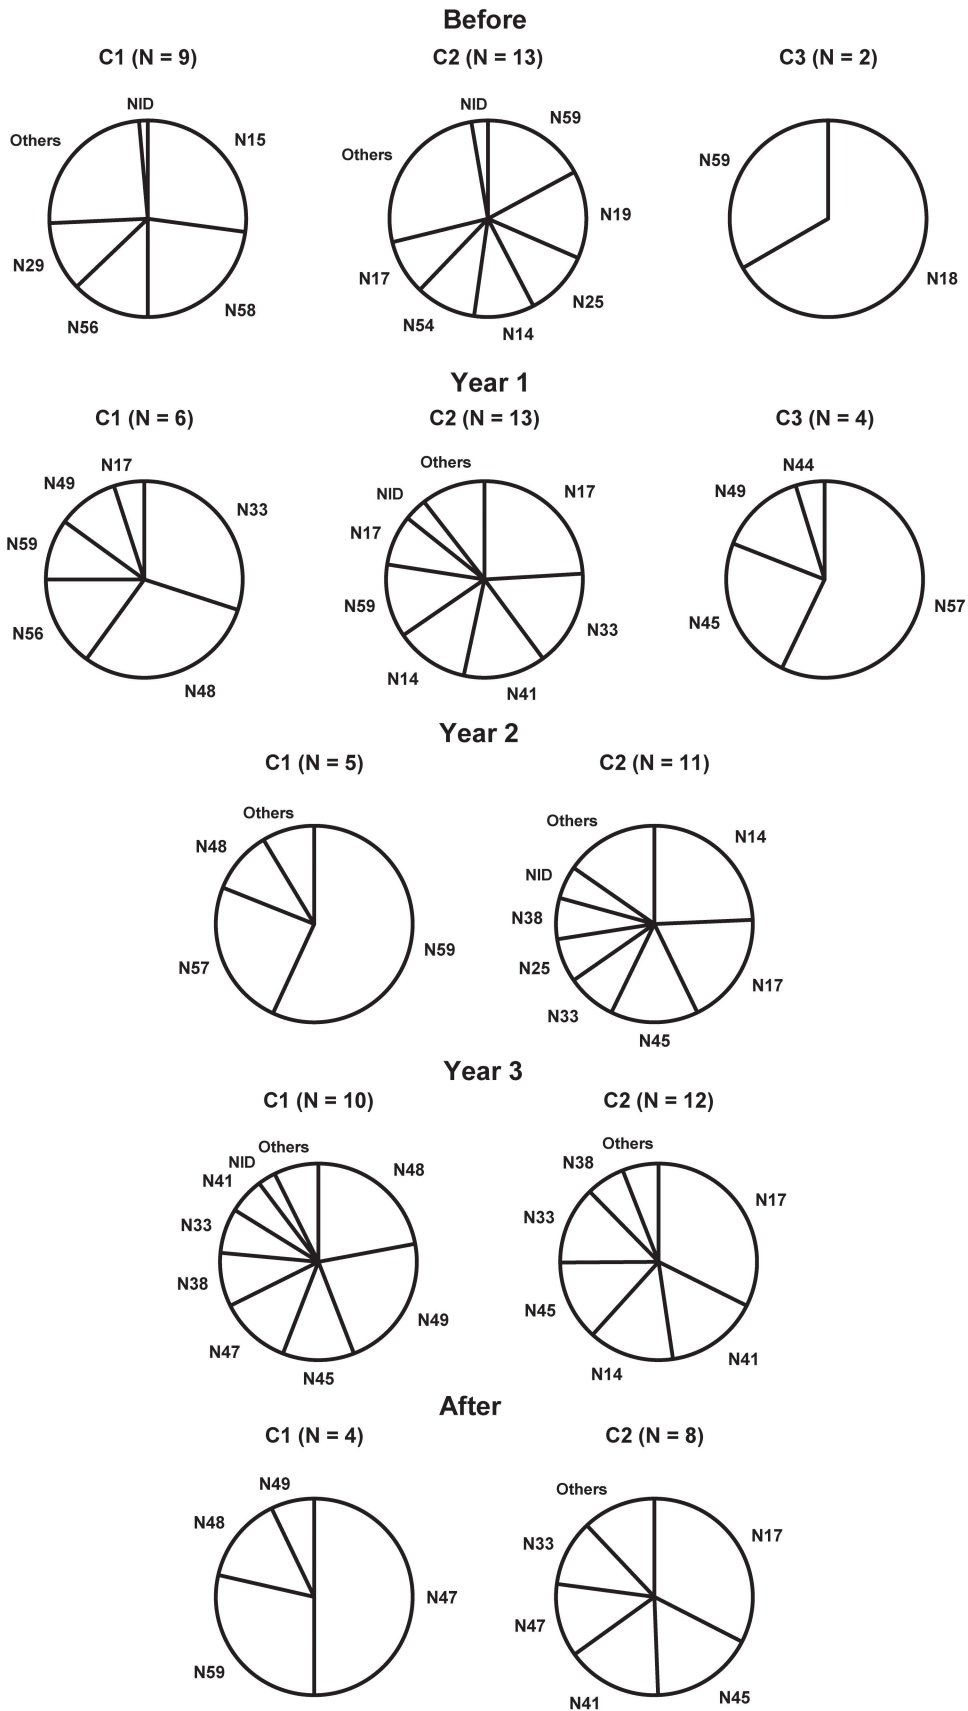 Before
C1 (N = 9)
C2 (N = 13)
C3 (N = 2)
NID
Others
N15
N29
N58
N56
NID
N59
Others
N19
N17
N25
N54
N14
N59
N18
Year 1
C1 (N = 6)
C2 (N = 13)
C3 (N = 4)
N17
N49
N33
N59
N56
N48
Others
NID
N17
N17
N59
N33
N14
N41
N44
N49
N57
N45
Year 2
C1 (N = 5)
C2 (N = 11)
Others
N48
N59
N57
Others
N14
NID
N38
N25
N17
N33
N45
Year 3
C1 (N = 10)
C2 (N = 12)
Others
NID
N48
N41
N33
N38
N49
N47
N45
Others
N38
N17
N33
N45
N41
N14
After
C1 (N = 4)
C2 (N = 8)
N49
N48
N47
N59
Others
N17
N33
N47
N45
N41